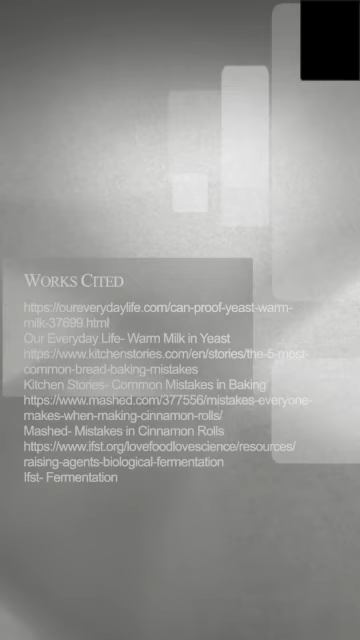 WORKS CITED
https://oureverydaylife.com/can-proof-yeast-warm-
milk-37699.html
Our Everyday Life- Warm Milk in Yeast
https://www.kitchenstories.com/en/stories/the-5-most-
common-bread-baking-mistakes
Kitchen Stories- Common Mistakes in Baking
https://www.mashed.com/377556/mistakes-everyone-
makes-when-making-cinnamon-rolls/
Mashed- Mistakes in Cinnamon Rolls
https://www.ifst.org/lovefoodlovescience/resources/
raising-agents-biological-fermentation
Ifst- Fermentation